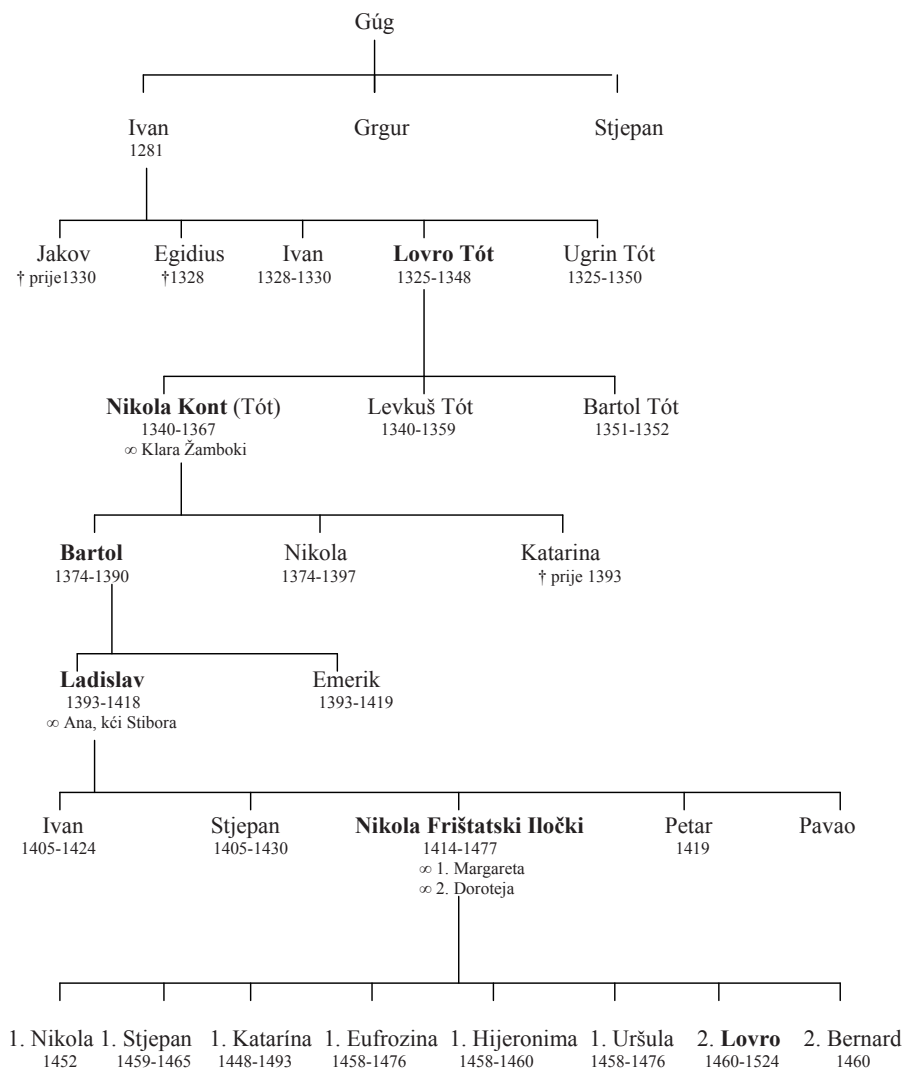 Gúg
Ivan Grgur Stjepan
1281
Jakov Egidius Ivan Lovro Tót Ugrin Tót
† prije1330 †1328 1328-1330 1325-1348 1325-1350
Nikola Kont (Tót) Levkuš Tót Bartol Tót
1340-1367 1340-1359 1351-1352
∞ Klara Žamboki
Bartol Nikola Katarina
1374-1390 1374-1397 † prije 1393
Ladislav Emerik
1393-1418 1393-1419
∞ Ana, kći Stibora
Ivan Stjepan Nikola Frištatski Iločki Petar Pavao
1405-1424 1405-1430 1414-1477 1419
∞ 1. Margareta
∞ 2. Doroteja
1. Nikola 1. Stjepan 1. Katarína 1. Eufrozina 1. Hijeronima 1. Uršula 2. Lovro 2. Bernard
1452 1459-1465 1448-1493 1458-1476 1458-1460 1458-1476 1460-1524 1460